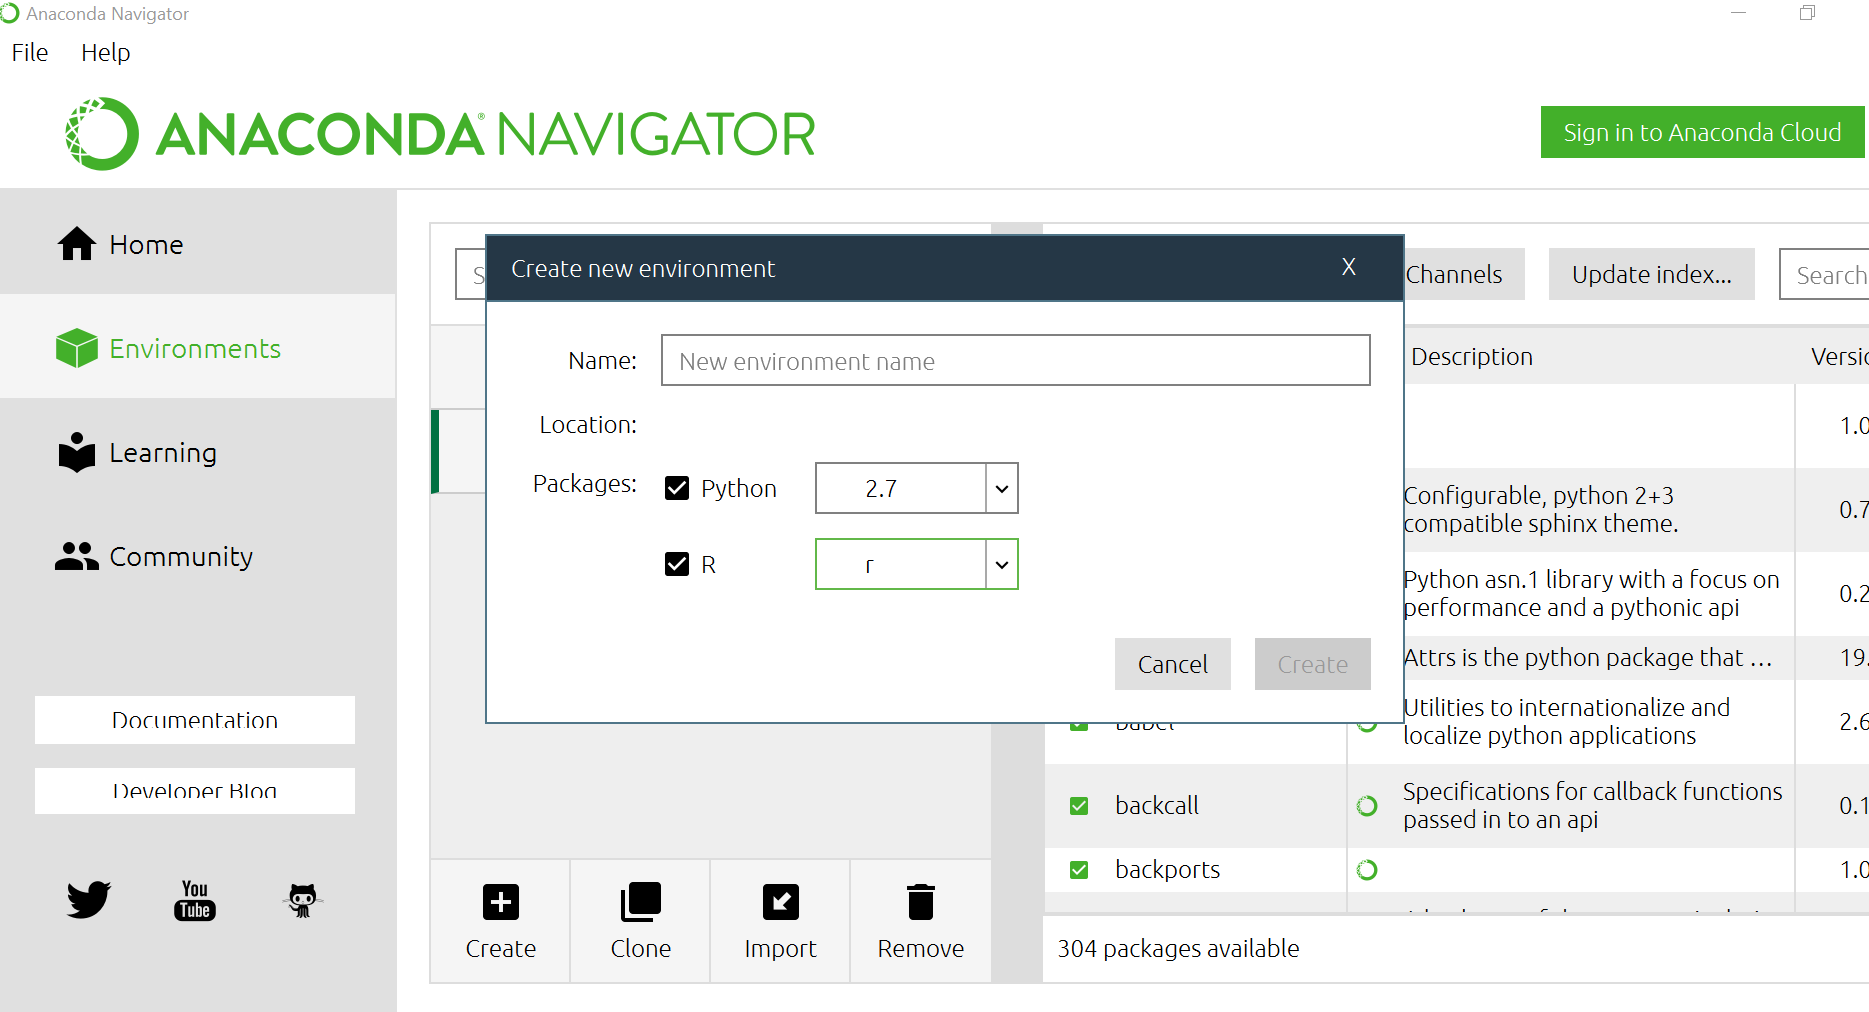 Anaconda Navigator
File Help
ANACONDA® NAVIGATOR
Sign in to Anaconda Cloud
Home
Environments
Learning
Community
Documentation
Developer Blog
You
Tube
Create new environment X
Name: New environment name
Location:
Packages: Python 2.7
R r
Cancel Create
Channels Update index... Search
Description
1.0
Configurable, python 2+3
compatible sphinx theme.
0.7
Python asn.1 library with a focus on
performance and a pythonic api
0.2
Attrs is the python package that ...
19.
babel
Utilities to internationalize and
localize python applications
2.6
backcall
Specifications for callback functions
passed in to an api
0.1
backports
1.0
304 packages available
Create Clone Import Remove